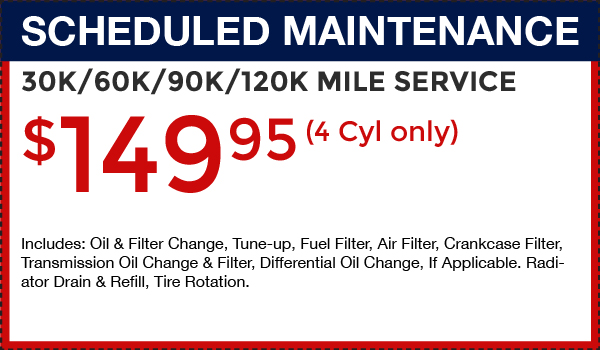 SCHEDULED MAINTENANCE
30K/60K/90K/120K MILE SERVICE
$149 95 (4 Cyl only)
Includes: Oil & Filter Change, Tune-up, Fuel Filter, Air Filter, Crankcase Filter,
Transmission Oil Change & Filter, Differential Oil Change, If Applicable. Radi-
ator Drain & Refill, Tire Rotation.